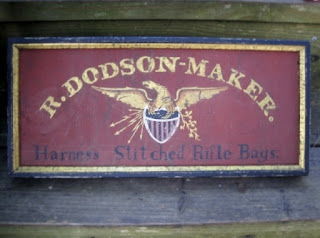 R. DODSON-MAKER.
Harness Stitched Rifle Bags.